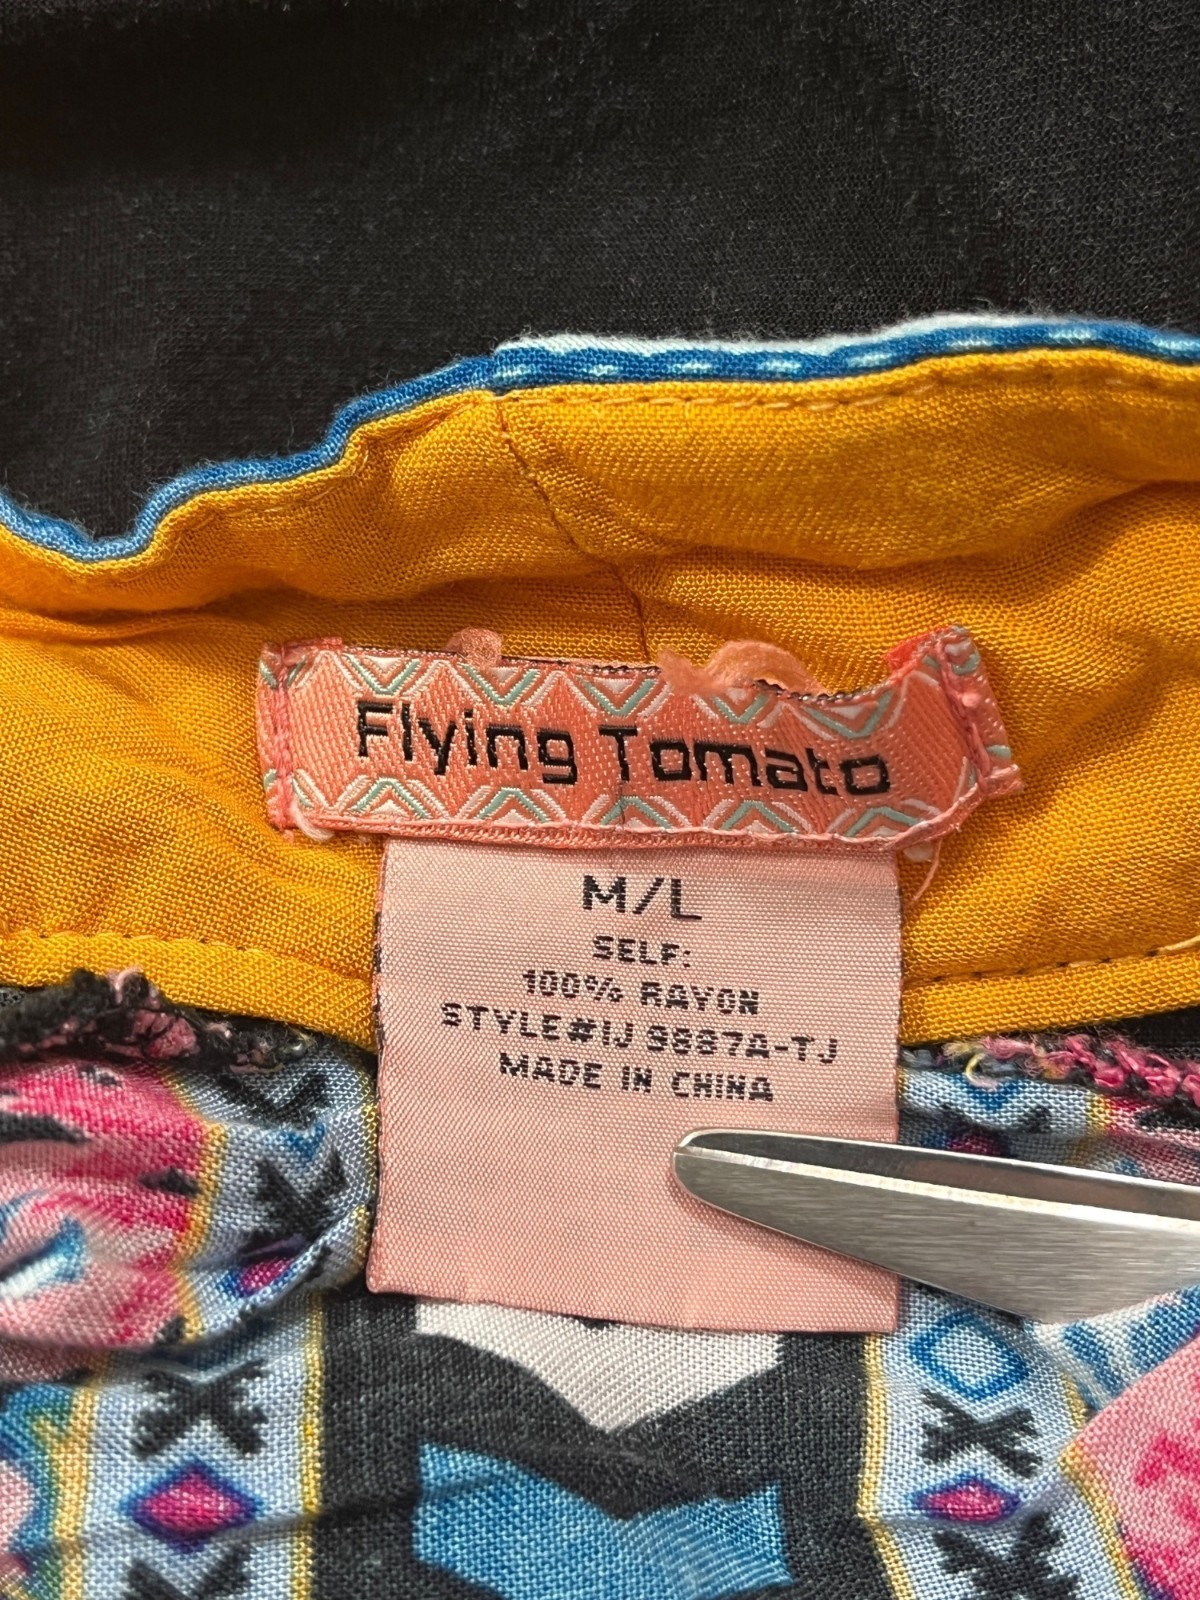 Flying Tomato
M/L
SELF:
100% RAYON
STYLE#IJ 9887A-TJ
MADE IN CHINA